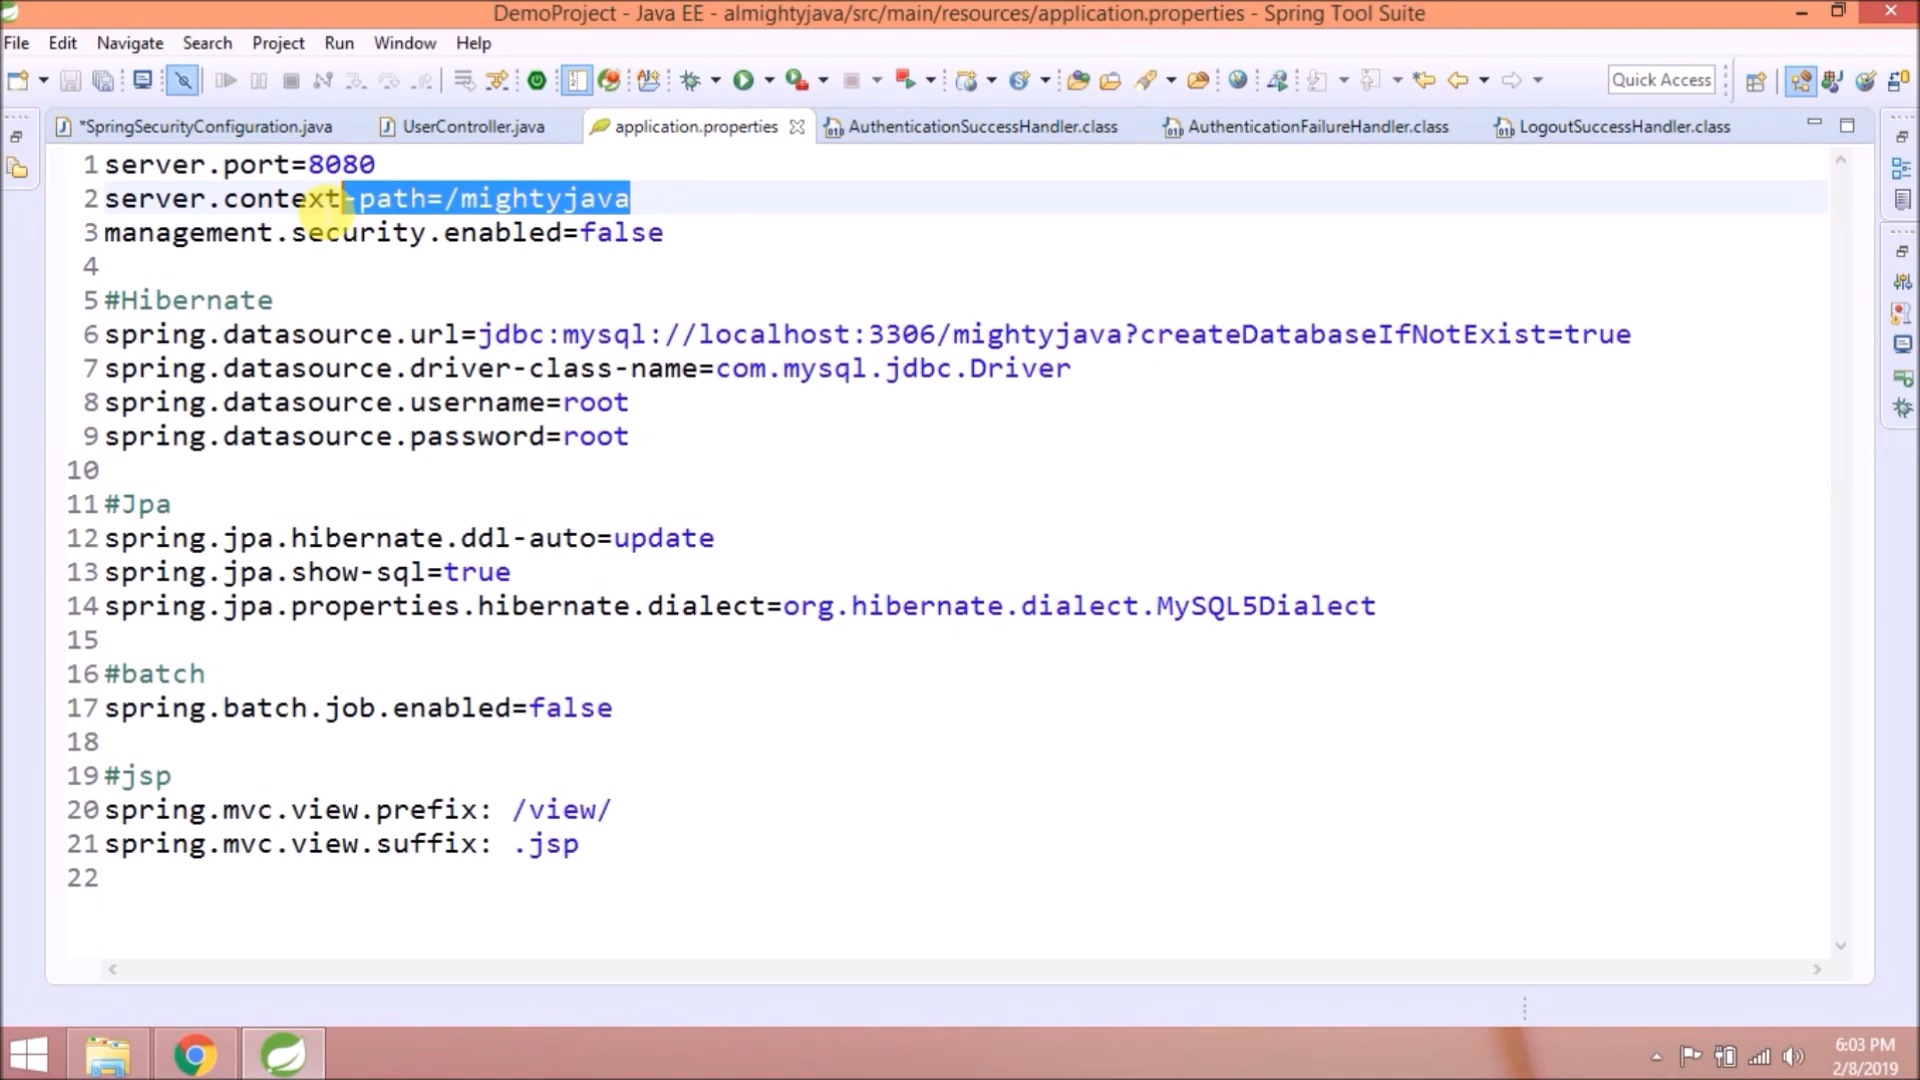 DemoProject - Java EE - almightyjava/src/main/resources/application.properties - Spring Tool Suite
File Edit Navigate Search Project Run Window Help
Quick Access
*SpringSecurityConfiguration.java UserController.java application.properties AuthenticationSuccessHandler.class AuthenticationFailureHandler.class LogoutSuccessHandler.class
1 server.port=8080
2 server.context-path=/mightyjava
3 management.security.enabled=false
4
5 #Hibernate
6 spring.datasource.url=jdbc:mysql://localhost:3306/mightyjava?createDatabaseIfNotExist=true
7 spring.datasource.driver-class-name=com.mysql.jdbc.Driver
8 spring.datasource.username=root
9 spring.datasource.password=root
10
11 #Jpa
12 spring.jpa.hibernate.ddl-auto=update
13 spring.jpa.show-sql=true
14 spring.jpa.properties.hibernate.dialect=org.hibernate.dialect.MySQL5Dialect
15
16 #batch
17 spring.batch.job.enabled=false
18
19 #jsp
20 spring.mvc.view.prefix: /view/
21 spring.mvc.view.suffix: .jsp
22
6:03 PM
2/8/2019